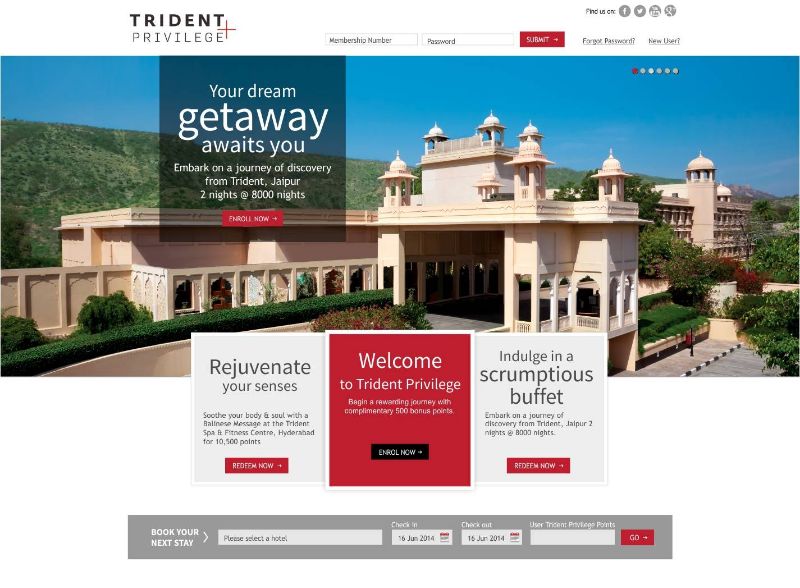 TRIDENT
PRIVILEGE
Find us on:
Membership Number
Password
SUBMIT
Forgot Password?
New User?
Your dream
getaway
awaits you
Embark on a journey of discovery
from Trident, Jaipur
2 nights @ 8000 nights
ENROLL NOW
Rejuvenate
your senses
Soothe your body & soul with a
Balinese Message at the Trident
Spa & Fitness Centre, Hyderabad
for 10,500 points
REDEEM NOW
Welcome
to Trident Privilege
Begin a rewarding journey with
complimentary 500 bonus points.
ENROL NOW
Indulge in a
scrumptious
buffet
Embark on a journey of
discovery from Trident, Jaipur 2
nights @ 8000 nights.
REDEEM NOW
BOOK YOUR
NEXT STAY
Please select a hotel
Check in
16 Jun 2014
Check out
16 Jun 2014
User Trident Privilege Points
GO